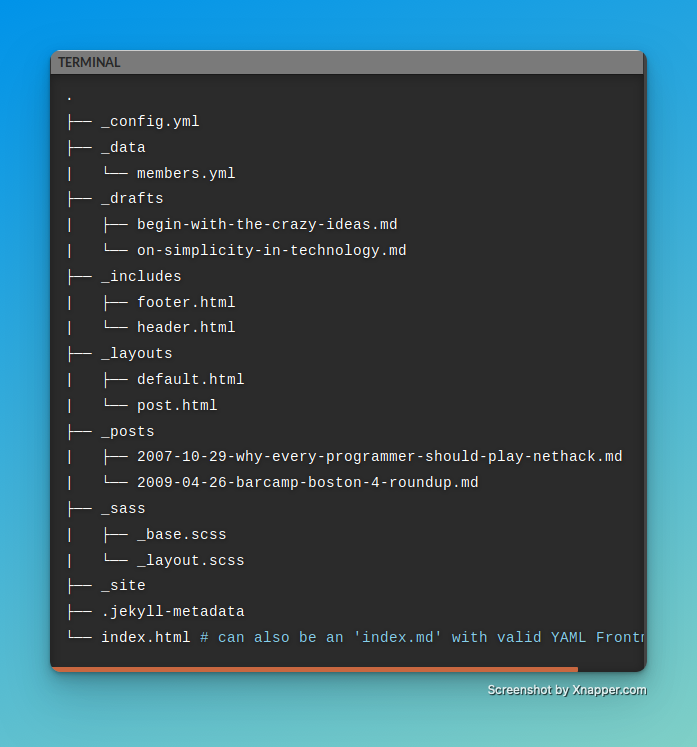 TERMINAL
.
├── _config.yml
├── _data
|   └── members.yml
├── _drafts
|   ├── begin-with-the-crazy-ideas.md
|   └── on-simplicity-in-technology.md
├── _includes
|   ├── footer.html
|   └── header.html
├── _layouts
|   ├── default.html
|   └── post.html
├── _posts
|   ├── 2007-10-29-why-every-programmer-should-play-nethack.md
|   └── 2009-04-26-barcamp-boston-4-roundup.md
├── _sass
|   ├── _base.scss
|   └── _layout.scss
├── _site
├── .jekyll-metadata
└── index.html # can also be an 'index.md' with valid YAML
Screenshot by Xnapper.com